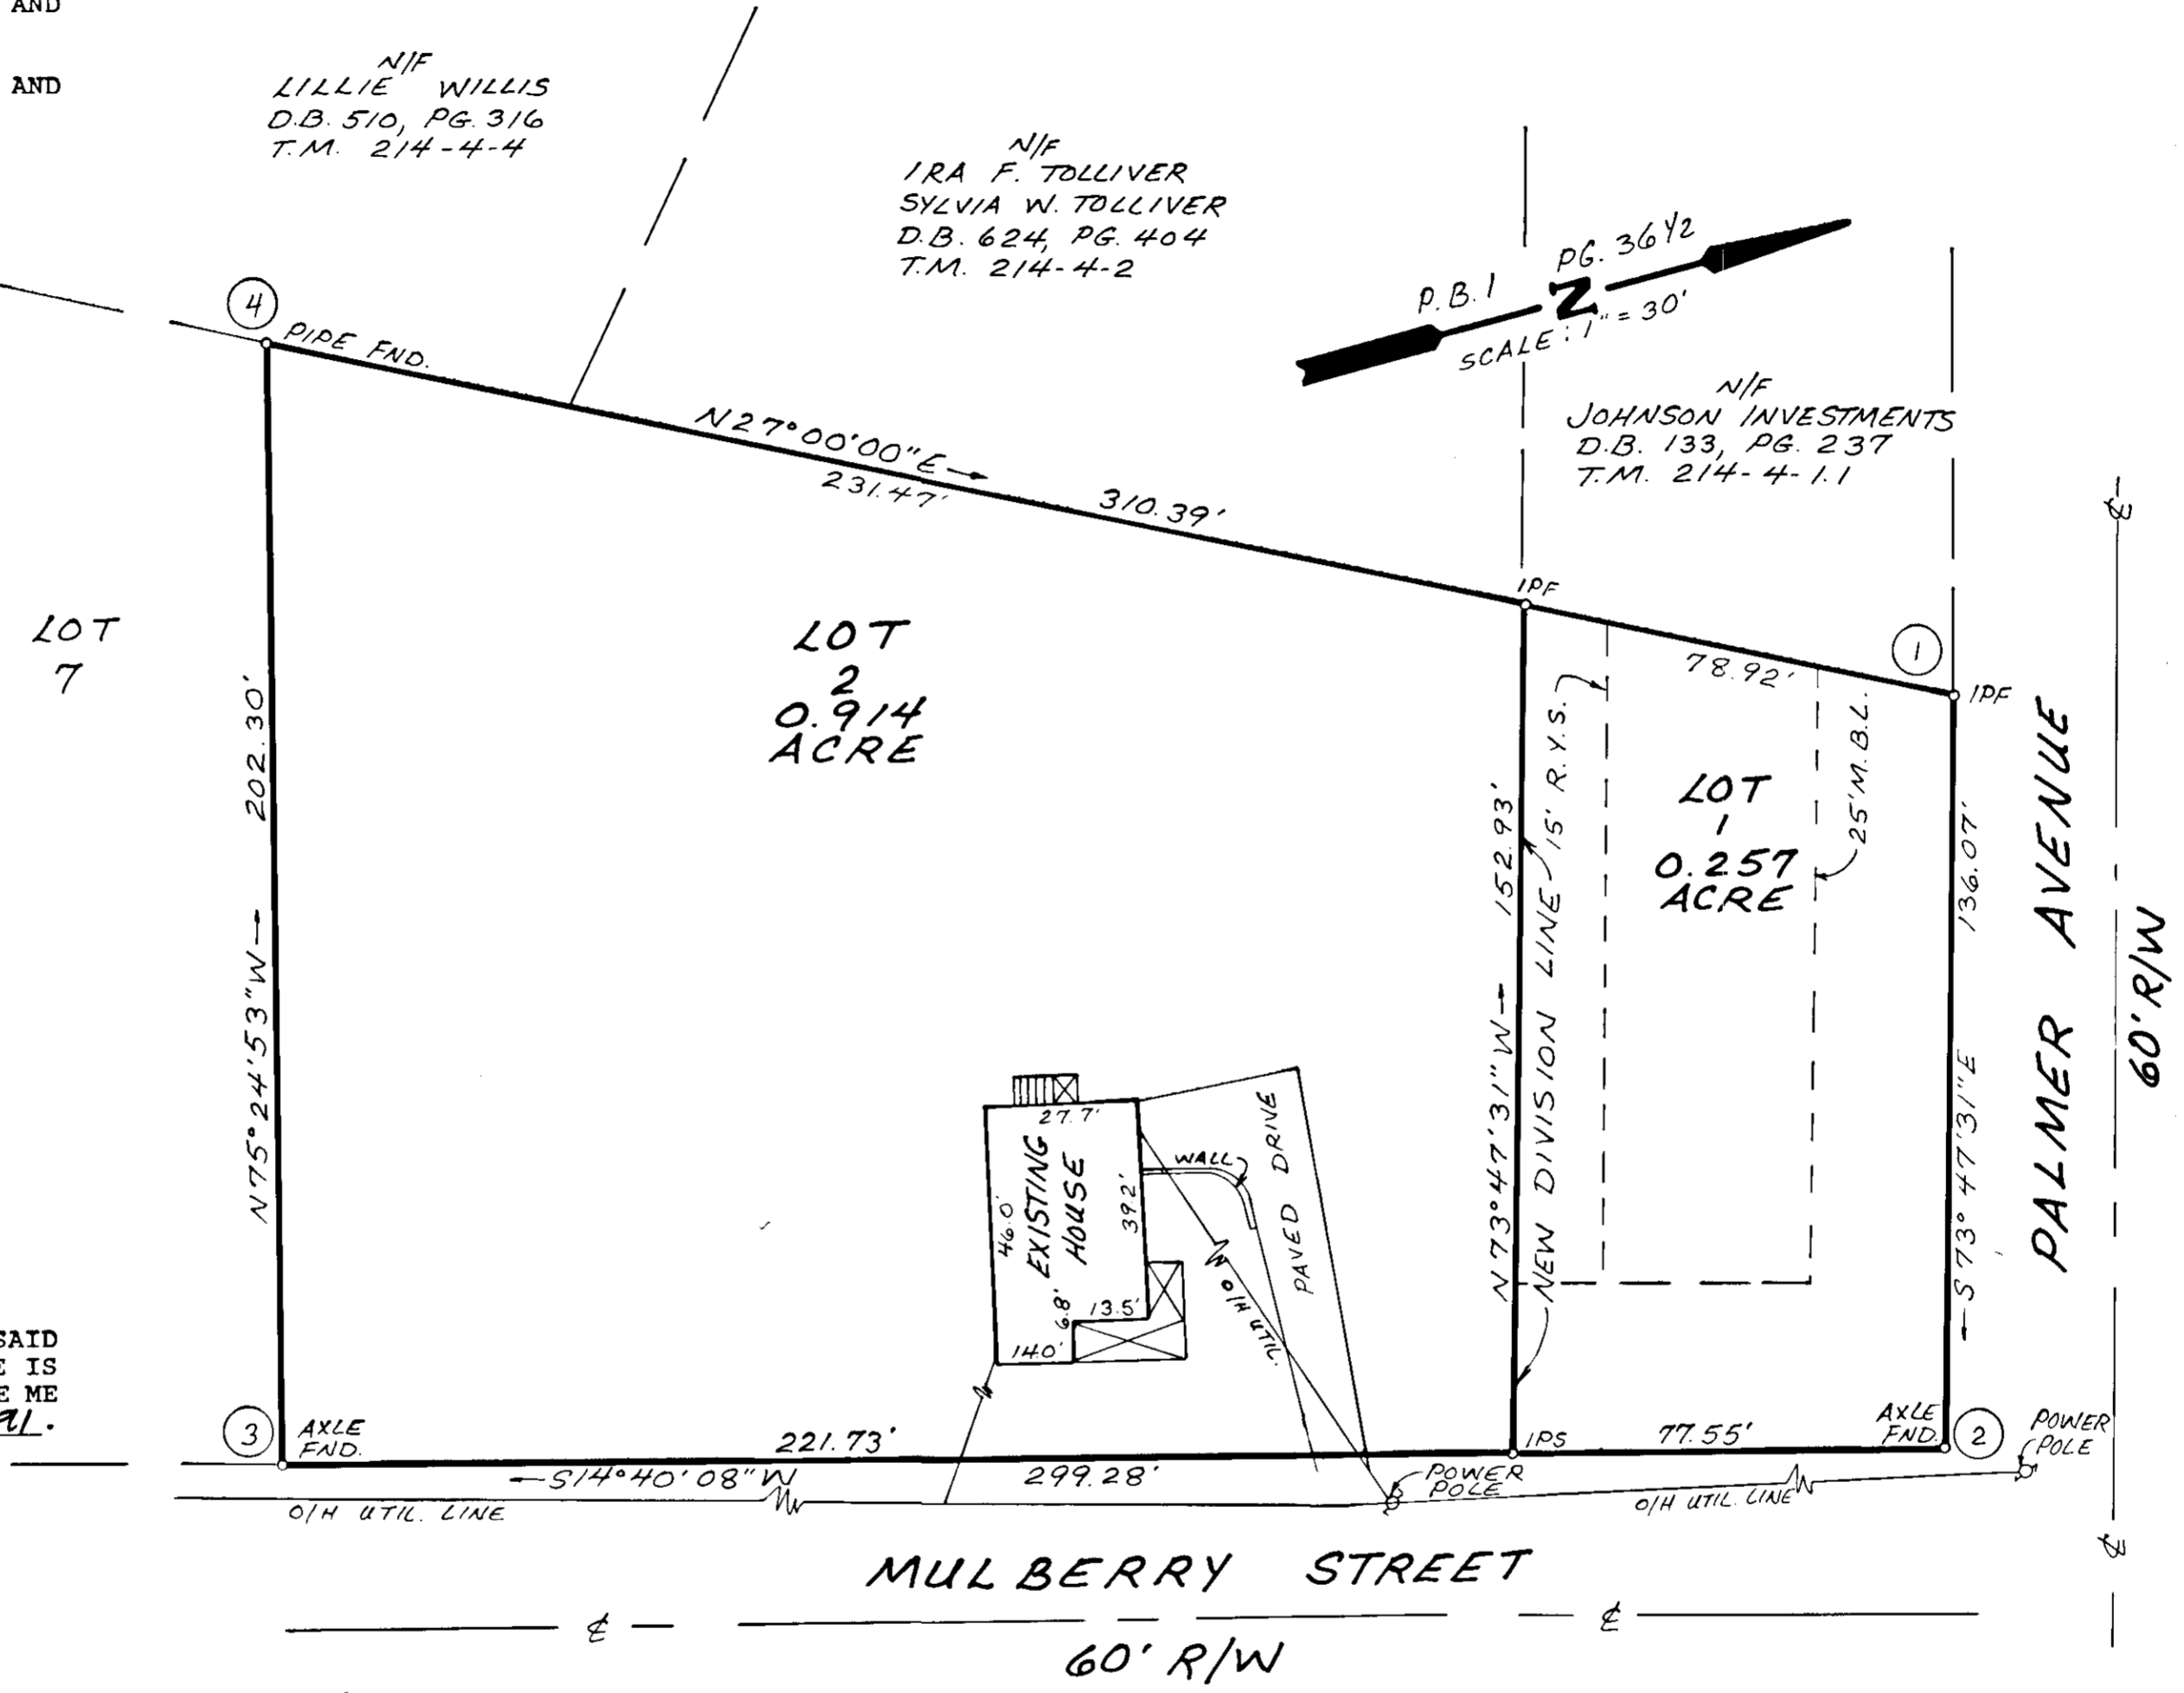 AND
AND
N/F
LILLIE WILLIS
D.B. 510, PG. 316
T.M. 214-4-4
N/F
IRA F. TOLLIVER
SYLVIA W. TOLLIVER
D.B. 624, PG. 404
T.M. 214-4-2
P.B. 1 N PG. 36 1/2
SCALE: 1" = 30'
N/F
JOHNSON INVESTMENTS
D.B. 133, PG. 237
T.M. 214-4-1.1
4
PIPE FND.
N27°00'00"E
231.47'
310.39'
IPF
78.92'
1
IPF
LOT
7
202.30'
N75°24'53"W
LOT
2
0.914
ACRE
152.93'
N73°47'31"W
NEW DIVISION LINE
15' R.Y.S.
LOT
1
0.257
ACRE
25' M.B.L.
136.07'
S73°47'31"E
PALMER AVENUE
60' R/W
27.7'
46.0'
EXISTING
HOUSE
39.2'
6.8'
13.5'
14.0'
WALL
PAVED DRIVE
O/H UTIL.
SAID
E IS
E ME
3
AXLE
FND.
221.73'
S14°40'08"W
299.28'
IPS
77.55'
AXLE
FND.
2
POWER
POLE
POWER
POLE
O/H UTIL. LINE
O/H UTIL. LINE
MULBERRY STREET
60' R/W